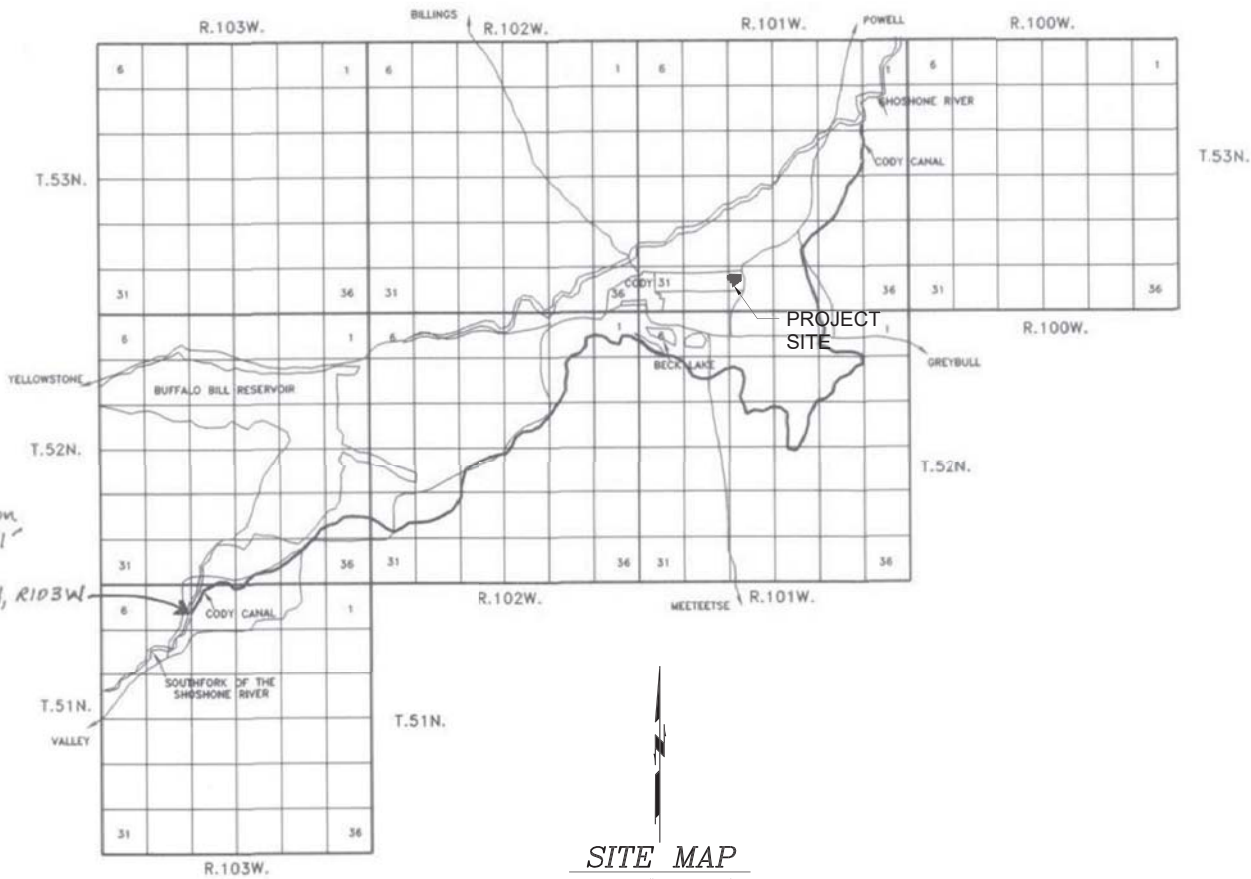 BILLINGS
R.103W.
R.102W.
R.101W.
POWELL
R.100W.
6
1
6
1
6
1
6
1
SHOSHONE RIVER
T.53N.
T.53N.
CODY CANAL
31
36
31
36
CODY
31
36
31
36
PROJECT
SITE
R.100W.
6
1
6
1
6
1
BECK LAKE
GREYBULL
YELLOWSTONE
BUFFALO BILL RESERVOIR
T.52N.
T.52N.
31
36
31
36
31
36
, R103W
6
1
CODY CANAL
R.102W.
MEETEETSE
R.101W.
SOUTHFORK OF THE
SHOSHONE RIVER
T.51N.
T.51N.
VALLEY
31
36
R.103W.
N
SITE MAP